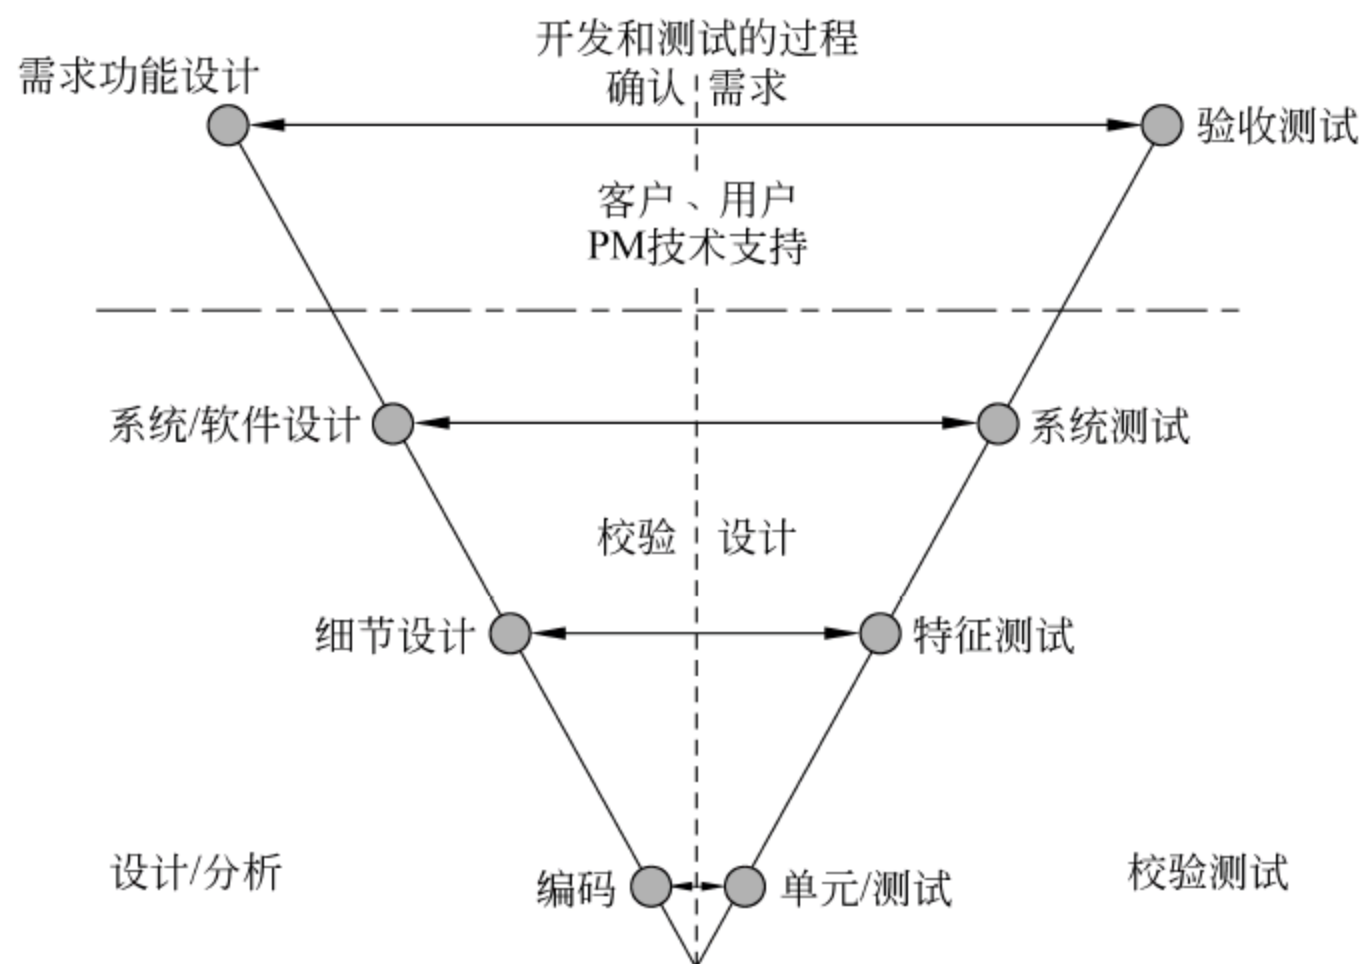 开发和测试的过程
需求功能设计
确认 需求
验收测试
客户、用户
PM技术支持
系统/软件设计
系统测试
校验 设计
细节设计
特征测试
设计/分析
校验测试
编码
单元/测试